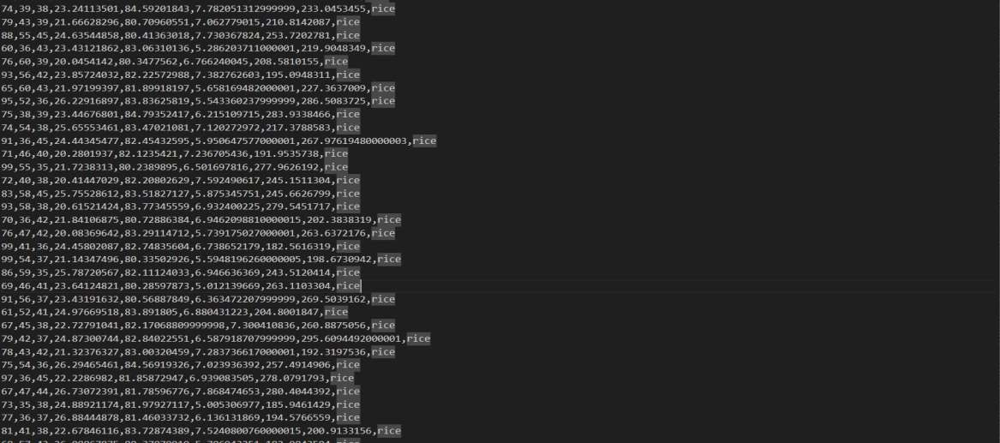 74,39,38,23.24113501,84.59201843,7.782051312999999,233.0453455,rice
79,43,39,21.66628296,80.70960551,7.062779015,210.8142087,rice
88,55,45,24.63544858,80.41363018,7.730367824,253.7202781,rice
60,36,43,23.43121862,83.06310136,5.286203711000001,219.9048349,rice
76,60,39,20.0454142,80.3477562,6.766240045,208.5810155,rice
93,56,42,23.85724032,82.22572988,7.382762603,195.0948311,rice
65,60,43,21.97199397,81.89918197,5.658169482000001,227.3637009,rice
95,52,36,26.22916897,83.83625819,5.543360237999999,286.5083725,rice
75,38,39,23.44676801,84.79352417,6.215109715,283.9338466,rice
74,54,38,25.65553461,83.47021081,7.120272972,217.3788583,rice
91,36,45,24.44345477,82.45432595,5.950647577000001,267.97619480000003,rice
71,46,40,20.2801937,82.1235421,7.236705436,191.9535738,rice
99,55,35,21.7238313,80.2389895,6.501697816,277.9626192,rice
72,40,38,20.41447029,82.20802629,7.592490617,245.1511304,rice
83,58,45,25.75528612,83.51827127,5.875345751,245.6626799,rice
93,58,38,20.61521424,83.77345559,6.932400225,279.5451717,rice
70,36,42,21.84106875,80.72886384,6.9462098810000015,202.3838319,rice
76,47,42,20.08369642,83.29114712,5.739175027000001,263.6372176,rice
99,41,36,24.45802087,82.74835604,6.738652179,182.5616319,rice
99,54,37,21.14347496,80.33502926,5.5948196260000005,198.6730942,rice
86,59,35,25.78720567,82.11124033,6.946636369,243.5120414,rice
69,46,41,23.64124821,80.28597873,5.012139669,263.1103304,rice
91,56,37,23.43191632,80.56887849,6.363472207999999,269.5039162,rice
61,52,41,24.97669518,83.891805,6.880431223,204.8001847,rice
67,45,38,22.72791041,82.17068809999998,7.300410836,260.8875056,rice
79,42,37,24.87300744,82.84022551,6.587918707999999,295.6094492000001,rice
78,43,42,21.32376327,83.00320459,7.283736617000001,192.3197536,rice
75,54,36,26.29465461,84.56919326,7.023936392,257.4914906,rice
97,36,45,22.2286982,81.85872947,6.939083505,278.0791793,rice
67,47,44,26.73072391,81.78596776,7.868474653,280.4044392,rice
73,35,38,24.88921174,81.97927117,5.005306977,185.9461429,rice
77,36,37,26.88444878,81.46033732,6.136131869,194.5766559,rice
81,41,38,22.67846116,83.72874389,7.5240800760000015,200.9133156,rice